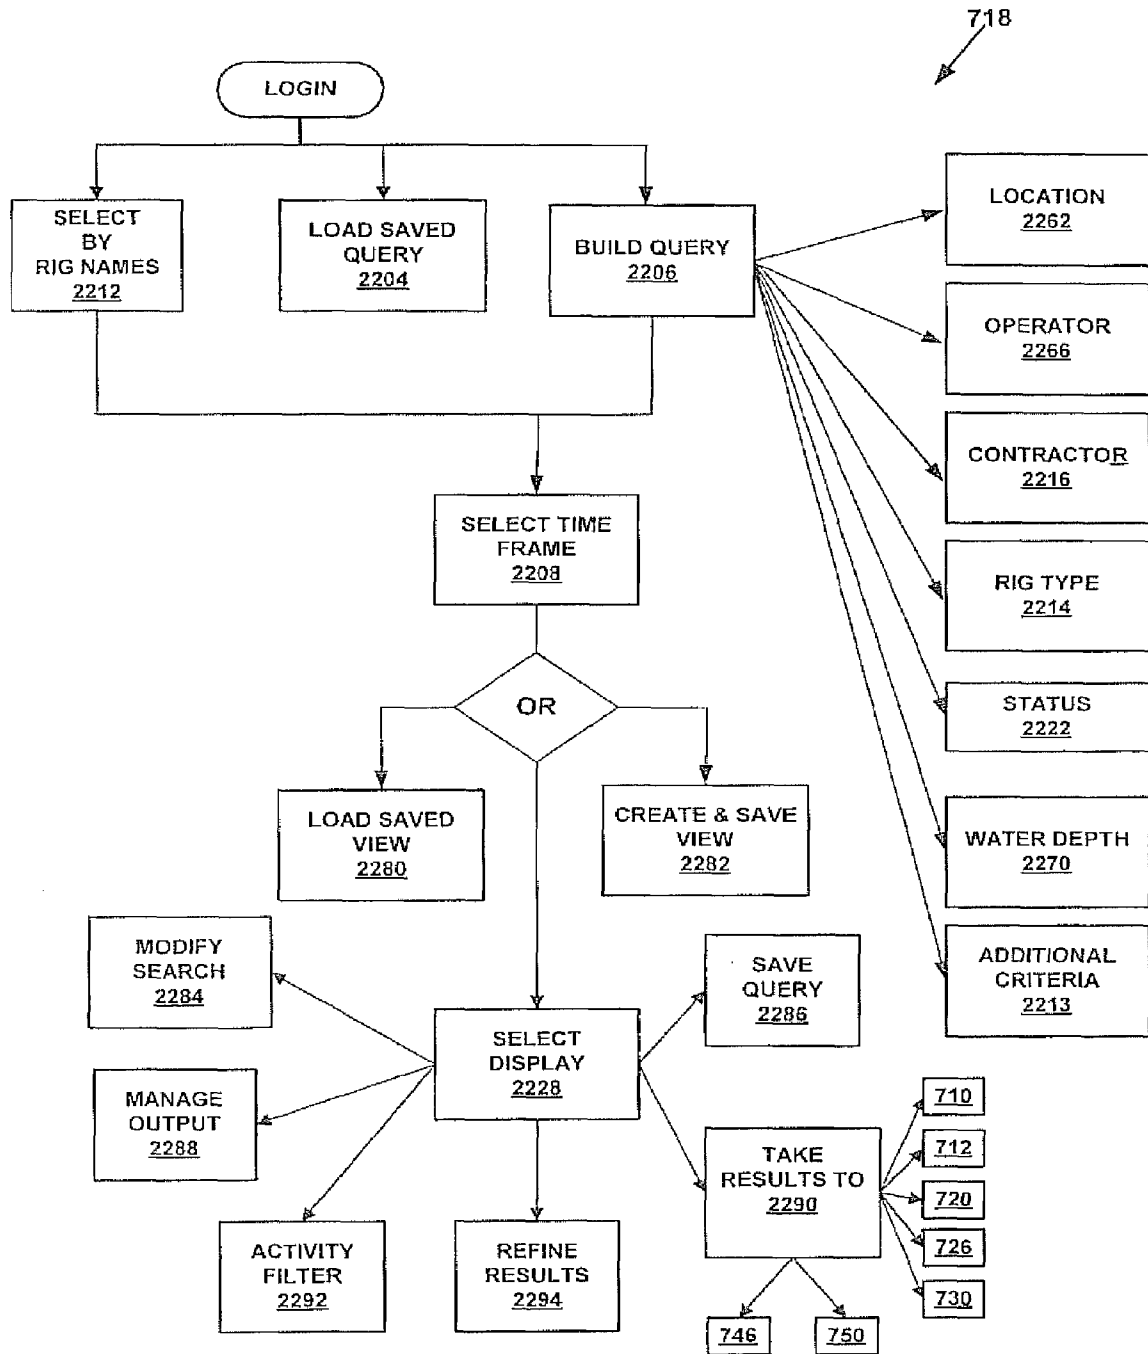 718
LOGIN
SELECT
BY
RIG NAMES
2212
LOAD SAVED
QUERY
2204
BUILD QUERY
2206
LOCATION
2262
OPERATOR
2266
CONTRACTOR
2216
RIG TYPE
2214
STATUS
2222
WATER DEPTH
2270
ADDITIONAL
CRITERIA
2213
SELECT TIME
FRAME
2208
OR
LOAD SAVED
VIEW
2280
CREATE & SAVE
VIEW
2282
MODIFY
SEARCH
2284
SAVE
QUERY
2286
SELECT
DISPLAY
2228
MANAGE
OUTPUT
2288
TAKE
RESULTS TO
2290
710
712
720
726
730
ACTIVITY
FILTER
2292
REFINE
RESULTS
2294
746
750